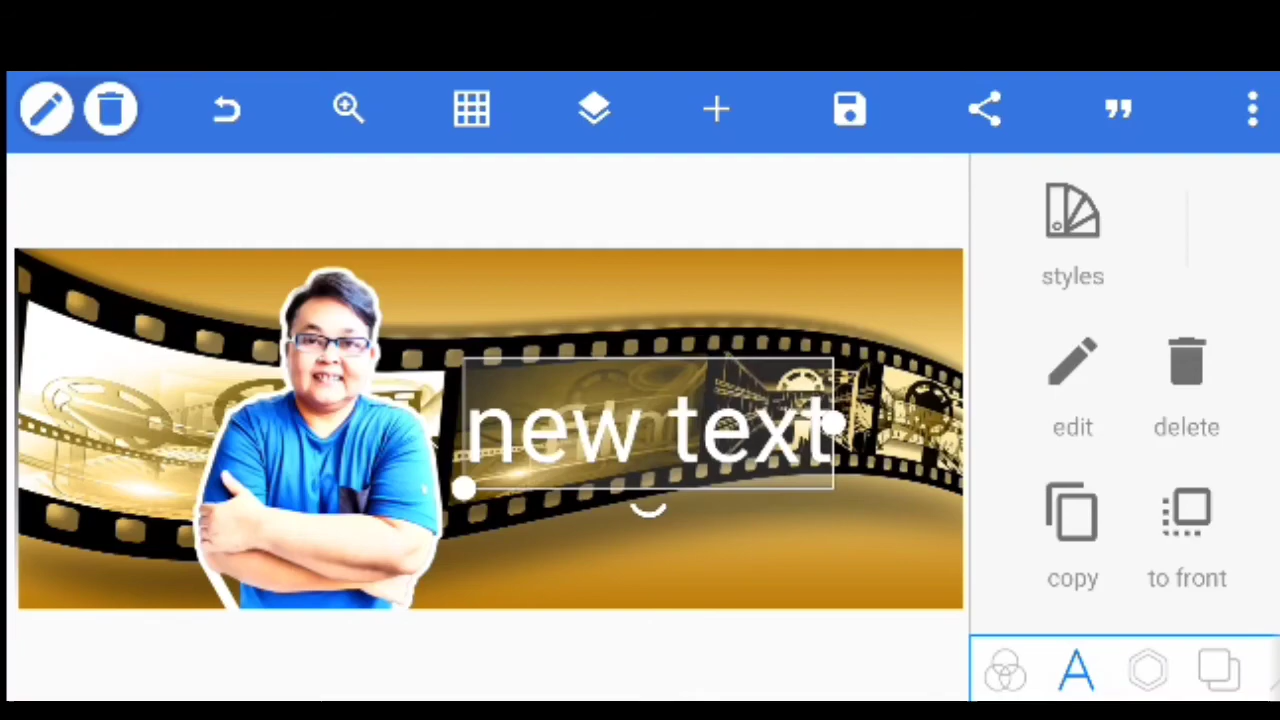 styles
new text
edit
delete
copy
to front